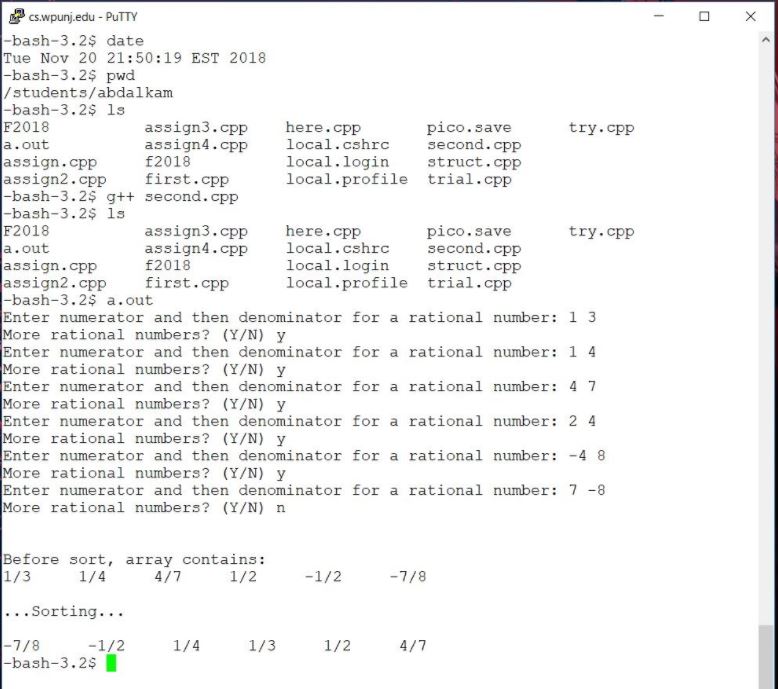 cs.wpunj.edu - PuTTY
-bash-3.2$ date
Tue Nov 20 21:50:19 EST 2018
-bash-3.2$ pwd
/students/abdalkam
-bash-3.2$ ls
F2018 assign3.cpp here.cpp pico.save try.cpp
a.out assign4.cpp local.cshrc second.cpp
assign.cpp f2018 local.login struct.cpp
assign2.cpp first.cpp local.profile trial.cpp
-bash-3.2$ g++ second.cpp
-bash-3.2$ ls
F2018 assign3.cpp here.cpp pico.save try.cpp
a.out assign4.cpp local.cshrc second.cpp
assign.cpp f2018 local.login struct.cpp
assign2.cpp first.cpp local.profile trial.cpp
-bash-3.2$ a.out
Enter numerator and then denominator for a rational number: 1 3
More rational numbers? (Y/N) y
Enter numerator and then denominator for a rational number: 1 4
More rational numbers? (Y/N) y
Enter numerator and then denominator for a rational number: 4 7
More rational numbers? (Y/N) y
Enter numerator and then denominator for a rational number: 2 4
More rational numbers? (Y/N) y
Enter numerator and then denominator for a rational number: -4 8
More rational numbers? (Y/N) y
Enter numerator and then denominator for a rational number: 7 -8
More rational numbers? (Y/N) n
Before sort, array contains:
1/3 1/4 4/7 1/2 -1/2 -7/8
...Sorting...
-7/8 -1/2 1/4 1/3 1/2 4/7
-bash-3.2$